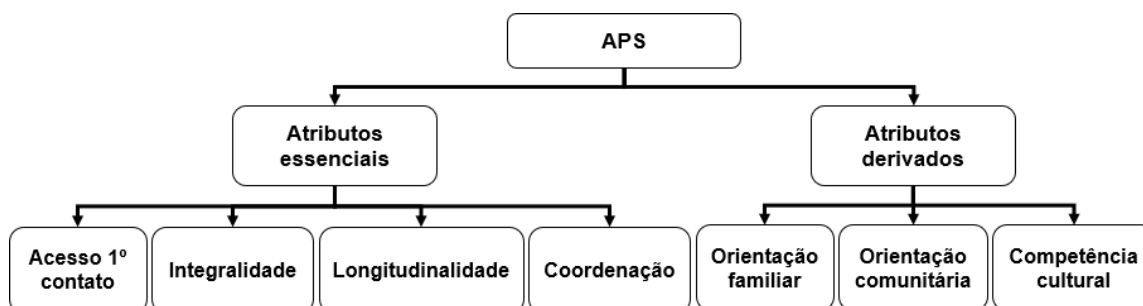 APS
Atributos
essenciais
Atributos
derivados
Acesso 1º
contato
Integralidade
Longitudinalidade
Coordenação
Orientação
familiar
Orientação
comunitária
Competência
cultural